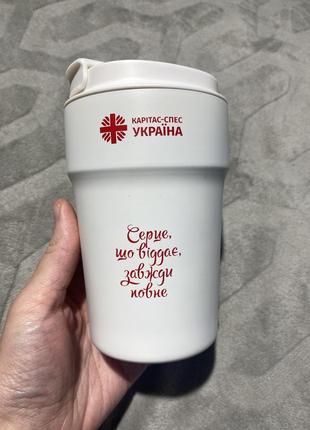 КАРІТАС-СПЕС
УКРАЇНА
Серце,
що віддає,
завжди
повне